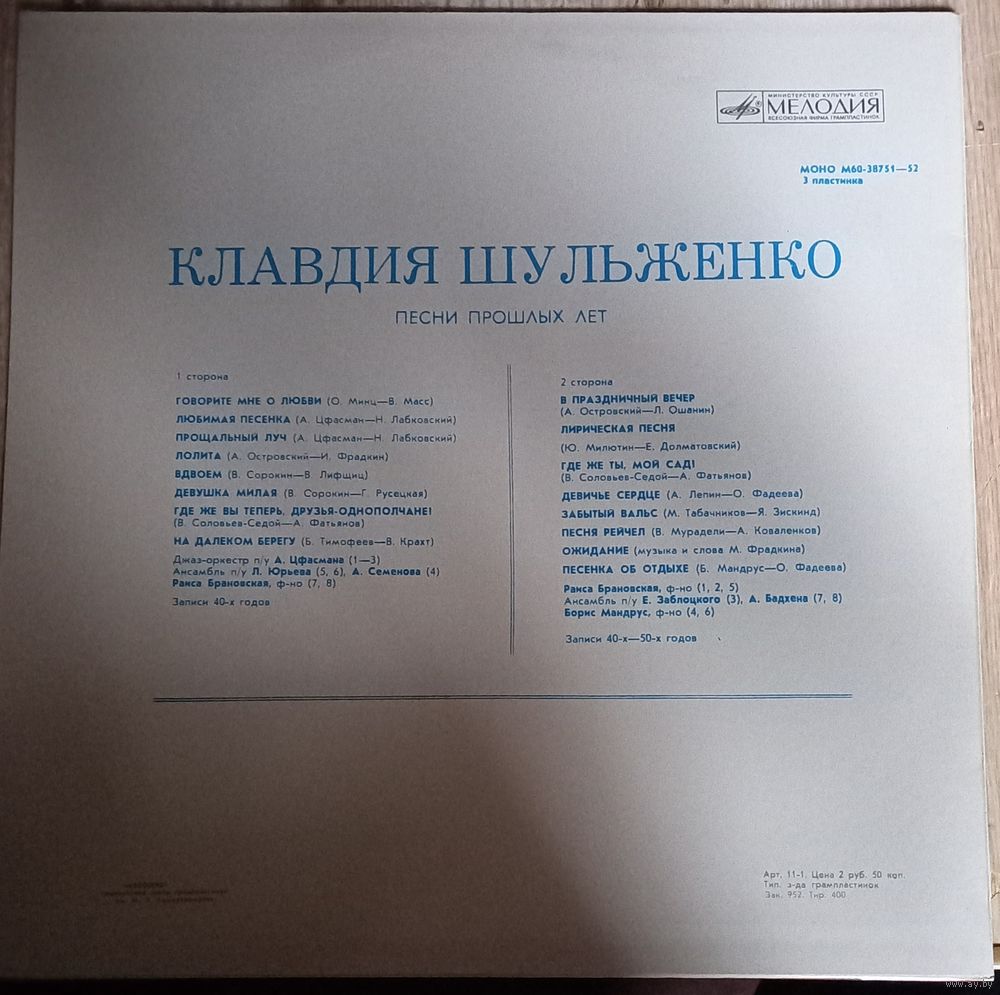 МИНИСТЕРСТВО КУЛЬТУРЫ СССР
МЕЛОДИЯ
ВСЕСОЮЗНАЯ ФИРМА ГРАМПЛАСТИНОК
МОНО М60-38751—52
3 пластинка
КЛАВДИЯ ШУЛЬЖЕНКО
ПЕСНИ ПРОШЛЫХ ЛЕТ
1 сторона
ГОВОРИТЕ МНЕ О ЛЮБВИ (О. Минц—В. Масс)
ЛЮБИМАЯ ПЕСЕНКА (А. Цфасман—Н. Лабковский)
ПРОЩАЛЬНЫЙ ЛУЧ (А. Цфасман—Н. Лабковский)
ЛОЛИТА (А. Островский—И. Фрадкин)
ВДВОЕМ (В. Сорокин—В. Лифшиц)
ДЕВУШКА МИЛАЯ (В. Сорокин—Г. Русецкая)
ГДЕ ЖЕ ВЫ ТЕПЕРЬ, ДРУЗЬЯ-ОДНОПОЛЧАНЕ!
(В. Соловьев-Седой—А. Фатьянов)
НА ДАЛЕКОМ БЕРЕГУ (Б. Тимофеев—В. Крахт)
Джаз-оркестр п/у А. Цфасмана (1—3)
Ансамбль п/у Л. Юрьева (5, 6), А. Семенова (4)
Раиса Брановская, ф-но (7, 8)
Записи 40-х годов
2 сторона
В ПРАЗДНИЧНЫЙ ВЕЧЕР
(А. Островский—Л. Ошанин)
ЛИРИЧЕСКАЯ ПЕСНЯ
(Ю. Милютин—Е. Долматовский)
ГДЕ ЖЕ ТЫ, МОЙ САД!
(В. Соловьев-Седой—А. Фатьянов)
ДЕВИЧЬЕ СЕРДЦЕ (А. Лепин—О. Фадеева)
ЗАБЫТЫЙ ВАЛЬС (М. Табачников—Я. Зискинд)
ПЕСНЯ РЕЙЧЕЛ (В. Мурадели—А. Коваленков)
ОЖИДАНИЕ (музыка и слова М. Фрадкина)
ПЕСЕНКА ОБ ОТДЫХЕ (Б. Мандрус—О. Фадеева)
Раиса Брановская, ф-но (1, 2, 5)
Ансамбль п/у Е. Заблоцкого (3), А. Бадхена (7, 8)
Борис Мандрус, ф-но (4, 6)
Записи 40-х—50-х годов
Арт. 11-1. Цена 2 руб. 50 коп.
Тип. з-да грампластинок
Зак. 952. Тир. 400
www.ay.by